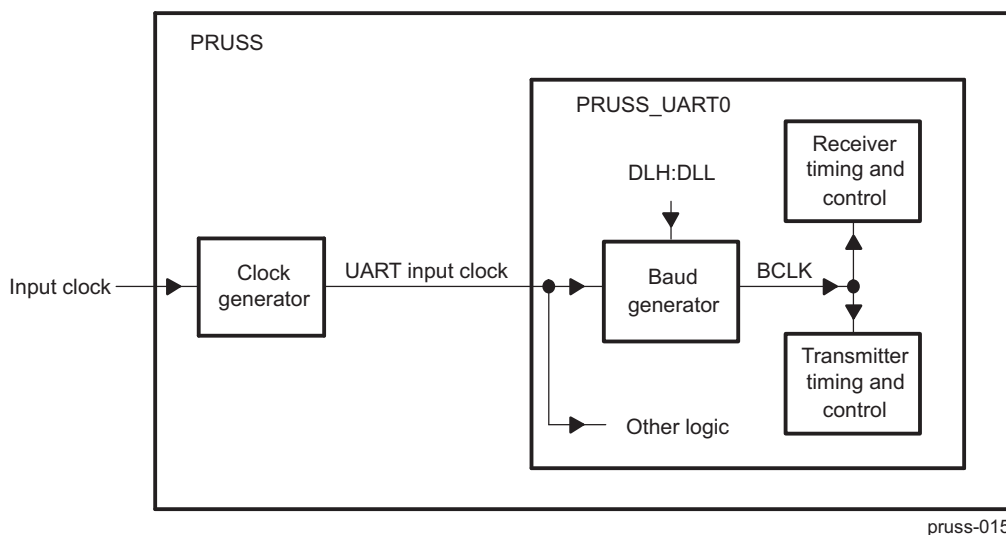 PRUSS
PRUSS_UART0
Receiver
timing and
control
DLH:DLL
Input clock
Clock
generator
UART input clock
Baud
generator
BCLK
Transmitter
timing and
control
Other logic
pruss-015